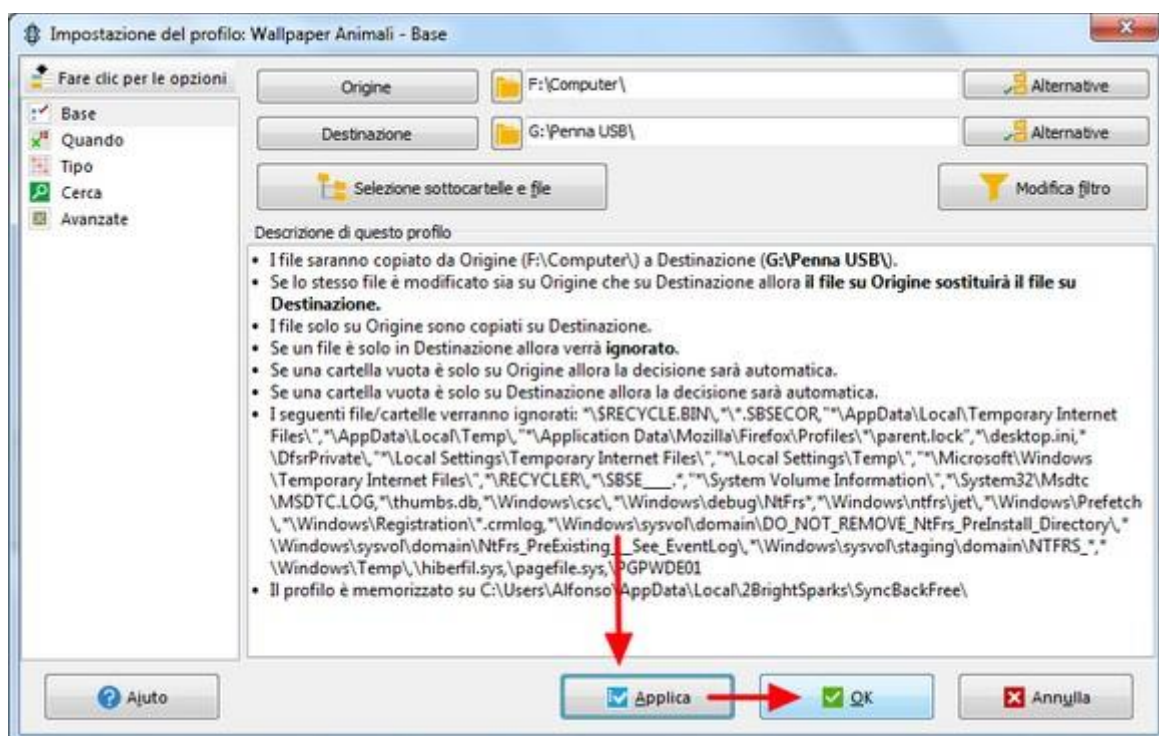 Impostazione del profilo: Wallpaper Animali - Base
Fare clic per le opzioni
Base
Quando
Tipo
Cerca
Avanzate
Origine
F:\Computer\
Alternative
Destinazione
G:\Penna USB\
Alternative
Selezione sottocartelle e file
Modifica filtro
Descrizione di questo profilo
• I file saranno copiato da Origine (F:\Computer\) a Destinazione (G:\Penna USB\).
• Se lo stesso file è modificato sia su Origine che su Destinazione allora il file su Origine sostituirà il file su
Destinazione.
• I file solo su Origine sono copiati su Destinazione.
• Se un file è solo in Destinazione allora verrà ignorato.
• Se una cartella vuota è solo su Origine allora la decisione sarà automatica.
• Se una cartella vuota è solo su Destinazione allora la decisione sarà automatica.
• I seguenti file/cartelle verranno ignorati: *\$RECYCLE.BIN\,*\*.SBSECOR,"*\AppData\Local\Temporary Internet
Files\",*\AppData\Local\Temp\,"*\Application Data\Mozilla\Firefox\Profiles\*\parent.lock",*\desktop.ini,*
\DfsrPrivate\,"*\Local Settings\Temporary Internet Files\","*\Local Settings\Temp\","*\Microsoft\Windows
\Temporary Internet Files\",*\RECYCLER\,*\SBSE___.*,"*\System Volume Information\",*\System32\Msdtc
\MSDTC.LOG,*\thumbs.db,*\Windows\csc\,*\Windows\debug\NtFrs*,*\Windows\ntfrs\jet\,*\Windows\Prefetch
\,*\Windows\Registration\*.crmlog,*\Windows\sysvol\domain\DO_NOT_REMOVE_NtFrs_PreInstall_Directory\,*
\Windows\sysvol\domain\NtFrs_PreExisting___See_EventLog\,*\Windows\sysvol\staging\domain\NTFRS_*,*
\Windows\Temp\,\hiberfil.sys,\pagefile.sys,\PGPWDE01
• Il profilo è memorizzato su C:\Users\Alfonso\AppData\Local\2BrightSparks\SyncBackFree\
Aiuto
Applica
OK
Annulla